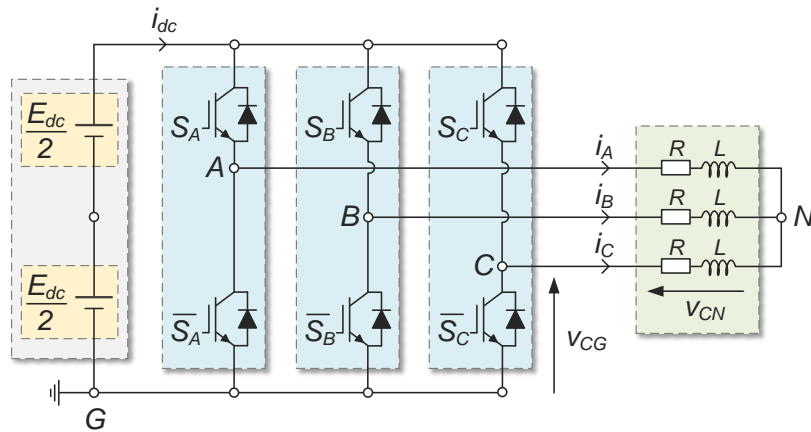 i_dc
E_dc
2
S_A
S_B
S_C
A
i_A
R
L
B
i_B
R
L
N
C
i_C
R
L
E_dc
2
S̅_A
S̅_B
S̅_C
v_CG
v_CN
G